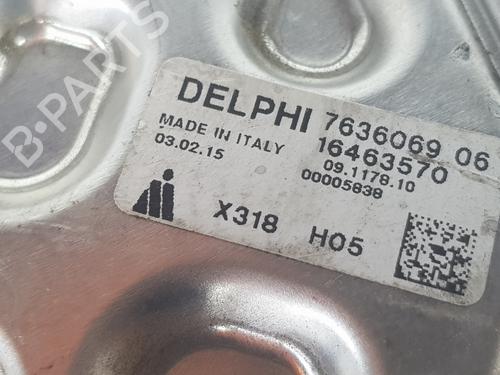 B-PARTS
DELPHI 7636069 06
MADE IN ITALY 16463570
03.02.15 09.1178.10
00005838
X318 H05